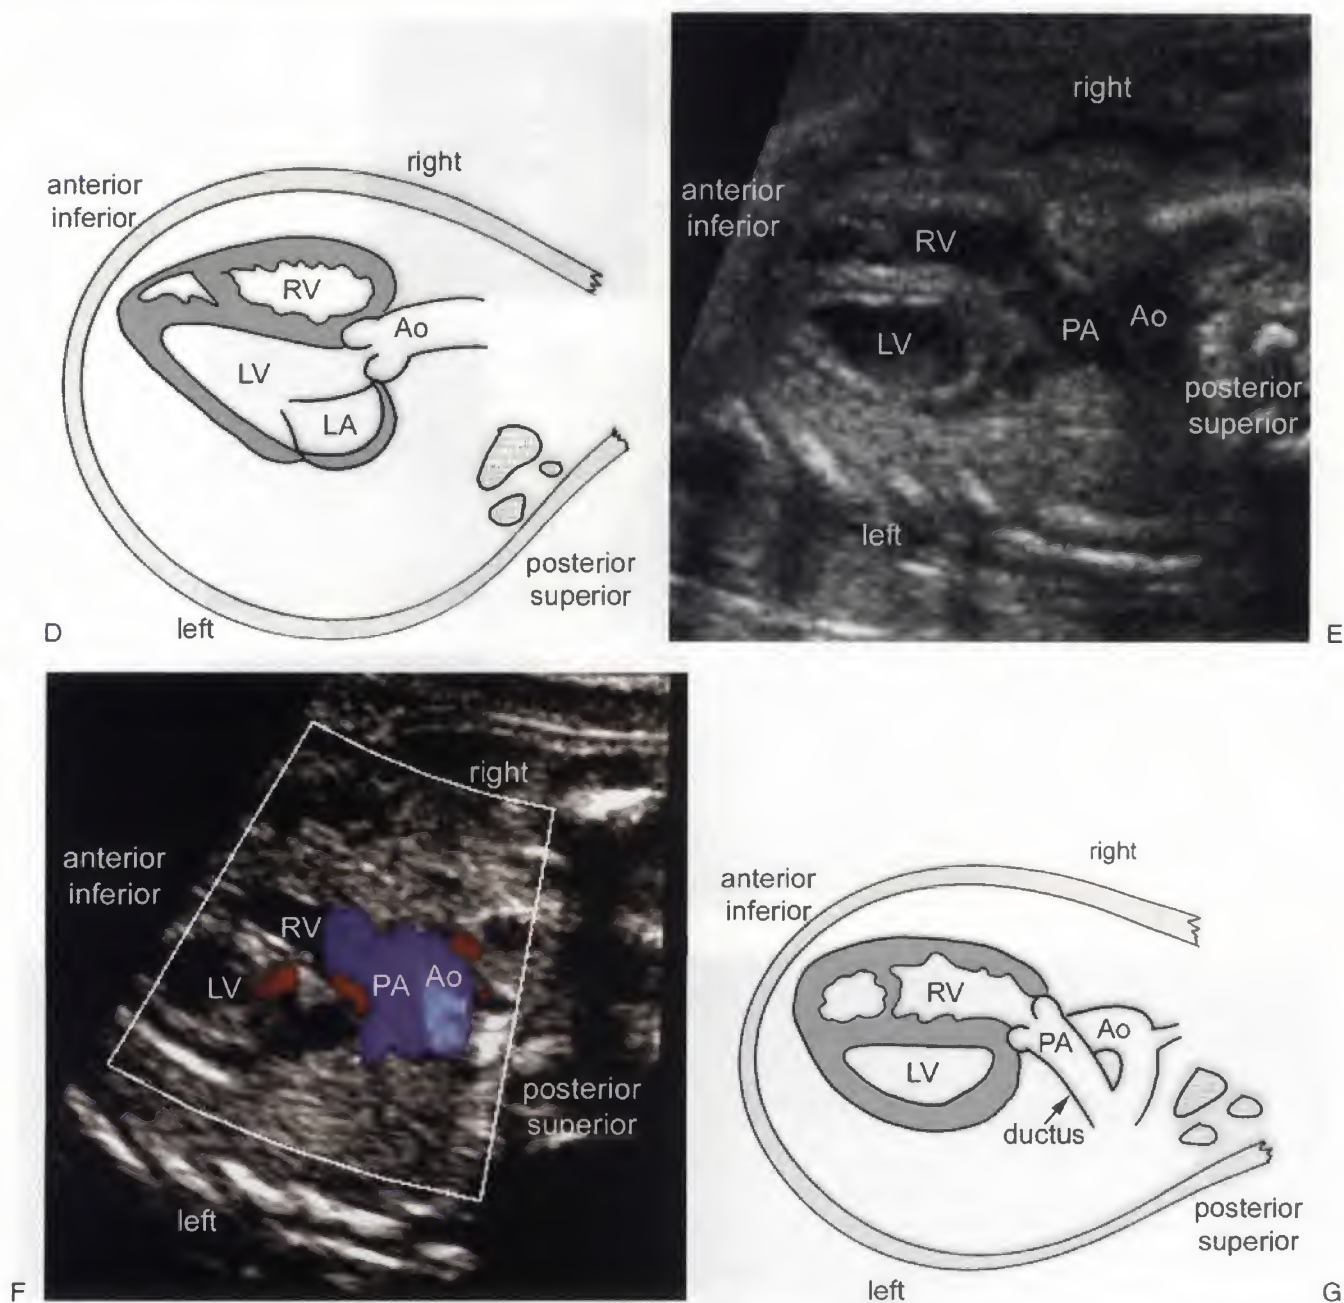 right
anterior
inferior
RV
Ao
LV
LA
posterior
superior
left
D
right
anterior
inferior
RV
PA
Ao
LV
posterior
superior
left
E
right
anterior
inferior
RV
LV
PA
Ao
posterior
superior
left
F
right
anterior
inferior
RV
PA
Ao
LV
ductus
posterior
superior
left
G